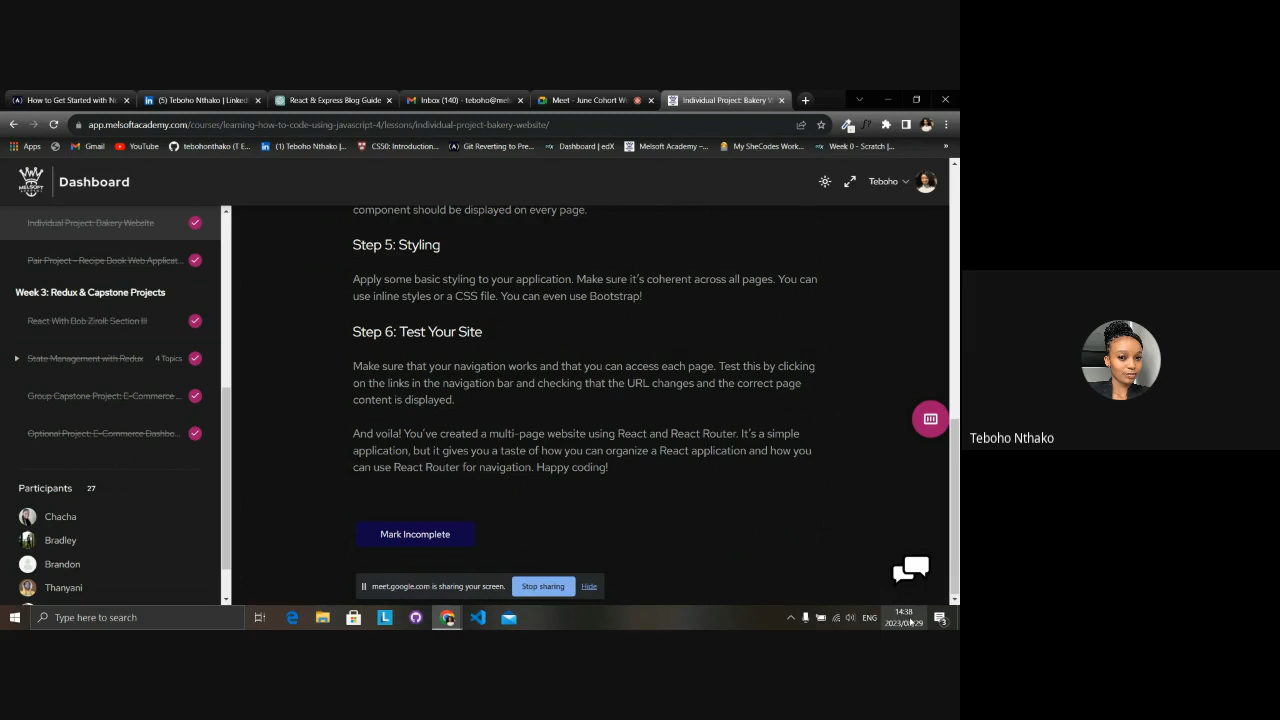 How to Get Started with No
(5) Teboho Nthako | LinkedI
React & Express Blog Guide
Inbox (140) - teboho@mel
Meet - June Cohort W
Individual Project: Bakery W
app.melsoftacademy.com/courses/learning-how-to-code-using-javascript-4/lessons/individual-project-bakery-website/
Apps
Gmail
YouTube
tebohonthako (T E...
(1) Teboho Nthako |...
CS50: Introduction...
Git Reverting to Pre...
Dashboard | edX
Melsoft Academy –...
My SheCodes Work...
Week 0 - Scratch |...
»
MELSOFT
Dashboard
Teboho
Individual Project: Bakery Website
Pair Project - Recipe Book Web Applicat...
Week 3: Redux & Capstone Projects
React With Bob Ziroll: Section III
State Management with Redux 4 Topics
Group Capstone Project: E-Commerce ...
Optional Project: E-Commerce Dashbo...
Participants 27
Chacha
Bradley
Brandon
Thanyani
component should be displayed on every page.
Step 5: Styling
Apply some basic styling to your application. Make sure it's coherent across all pages. You can
use inline styles or a CSS file. You can even use Bootstrap!
Step 6: Test Your Site
Make sure that your navigation works and that you can access each page. Test this by clicking
on the links in the navigation bar and checking that the URL changes and the correct page
content is displayed.
And voila! You've created a multi-page website using React and React Router. It's a simple
application, but it gives you a taste of how you can organize a React application and how you
can use React Router for navigation. Happy coding!
Mark Incomplete
meet.google.com is sharing your screen.
Stop sharing
Hide
Type here to search
ENG
14:38
3
Teboho Nthako